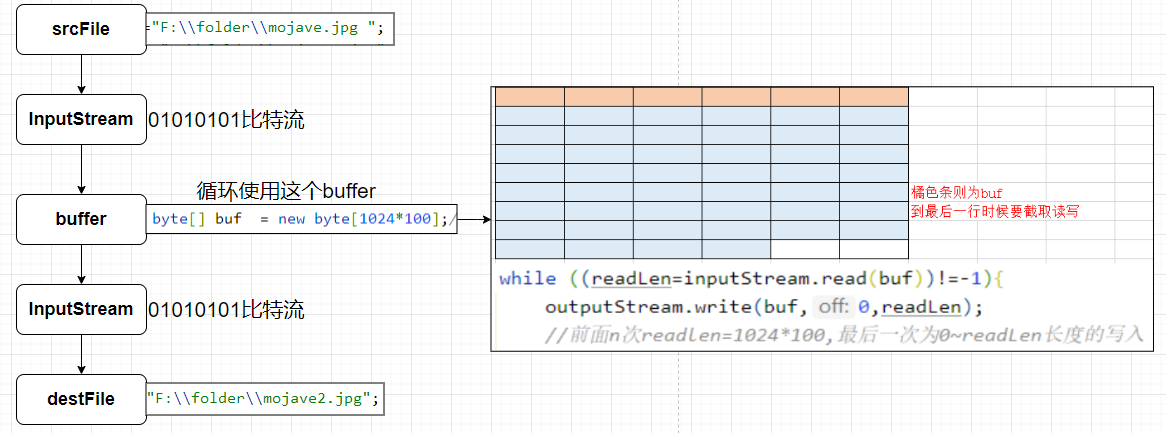 srcFile
="F:\\folder\\mojave.jpg ";
InputStream
01010101比特流
循环使用这个buffer
buffer
byte[] buf = new byte[1024*100];/
橘色条则为buf
到最后一行时候要截取读写
while ((readLen=inputStream.read(buf))!=-1){
outputStream.write(buf, off: 0,readLen);
//前面n次readlen=1024*100,最后一次为0~readLen长度的写入
InputStream
01010101比特流
destFile
"F:\\folder\\mojave2.jpg";